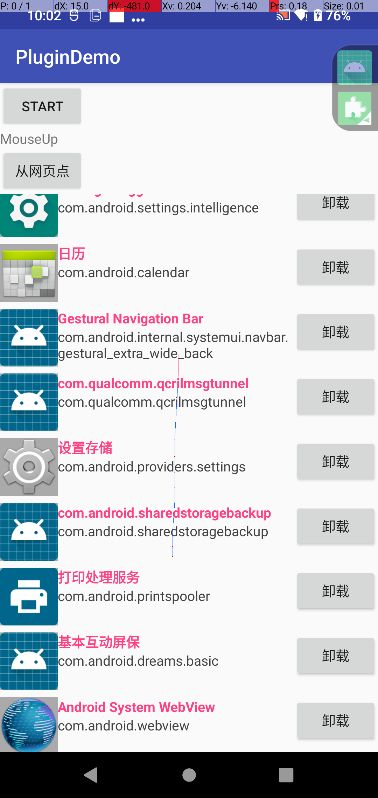 P: 0 / 1 dX: 15.0 dY: -481.0 Xv: 0.204 Yv: -6.140 Prs: 0.18 Size: 0.01
10:02 76%
PluginDemo
START
MouseUp
从网页点
com.android.settings.intelligence
卸载
日历
com.android.calendar
卸载
Gestural Navigation Bar
com.android.internal.systemui.navbar.
gestural_extra_wide_back
卸载
com.qualcomm.qcrilmsgtunnel
com.qualcomm.qcrilmsgtunnel
卸载
设置存储
com.android.providers.settings
卸载
com.android.sharedstoragebackup
com.android.sharedstoragebackup
卸载
打印处理服务
com.android.printspooler
卸载
基本互动屏保
com.android.dreams.basic
卸载
Android System WebView
com.android.webview
卸载